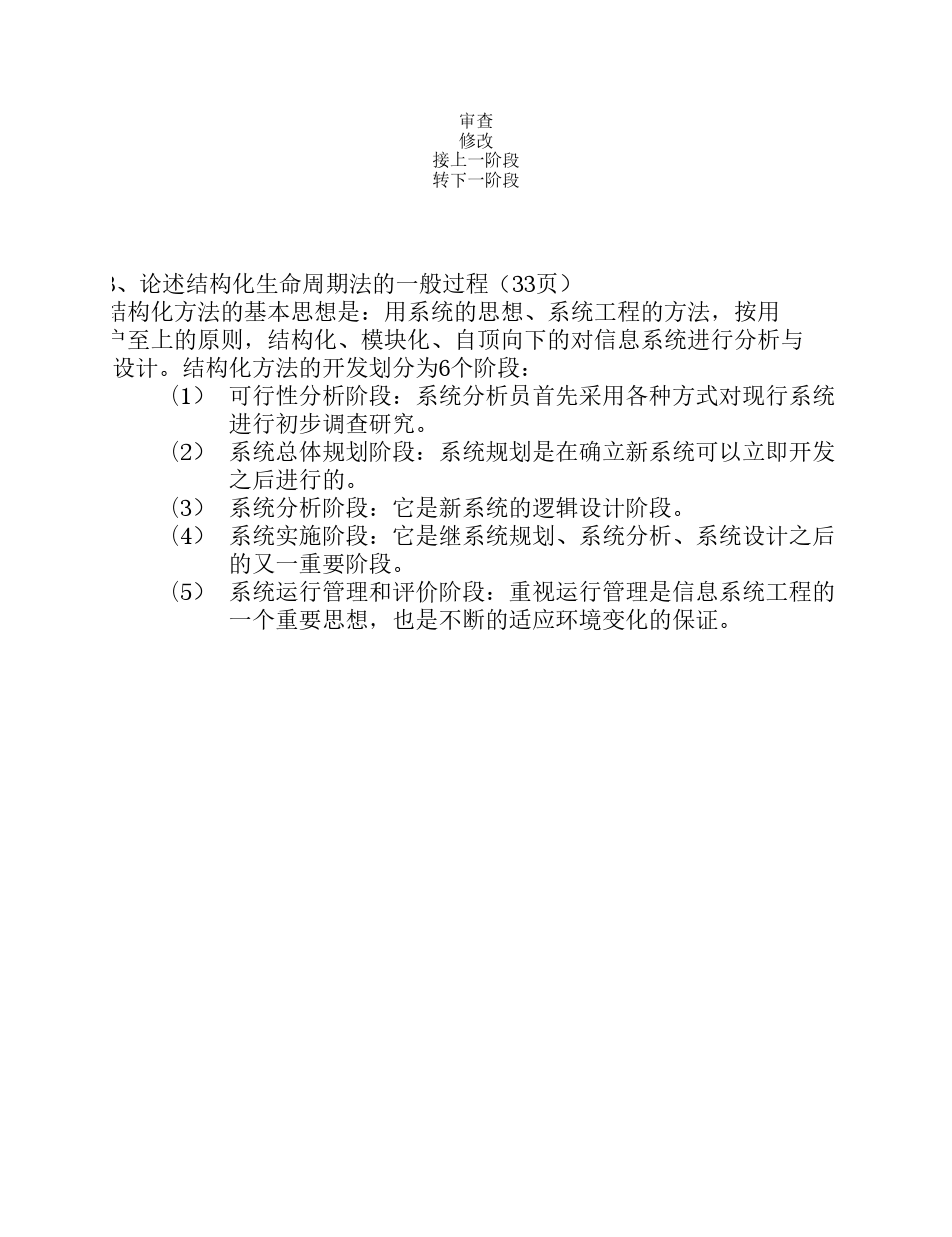 审查
修改
接上一阶段
转下一阶段
3、论述结构化生命周期法的一般过程（33页）
结构化方法的基本思想是：用系统的思想、系统工程的方法，按用
户至上的原则，结构化、模块化、自顶向下的对信息系统进行分析与
设计。结构化方法的开发划分为6个阶段：
（1） 可行性分析阶段：系统分析员首先采用各种方式对现行系统
进行初步调查研究。
（2） 系统总体规划阶段：系统规划是在确立新系统可以立即开发
之后进行的。
（3） 系统分析阶段：它是新系统的逻辑设计阶段。
（4） 系统实施阶段：它是继系统规划、系统分析、系统设计之后
的又一重要阶段。
（5） 系统运行管理和评价阶段：重视运行管理是信息系统工程的
一个重要思想，也是不断的适应环境变化的保证。